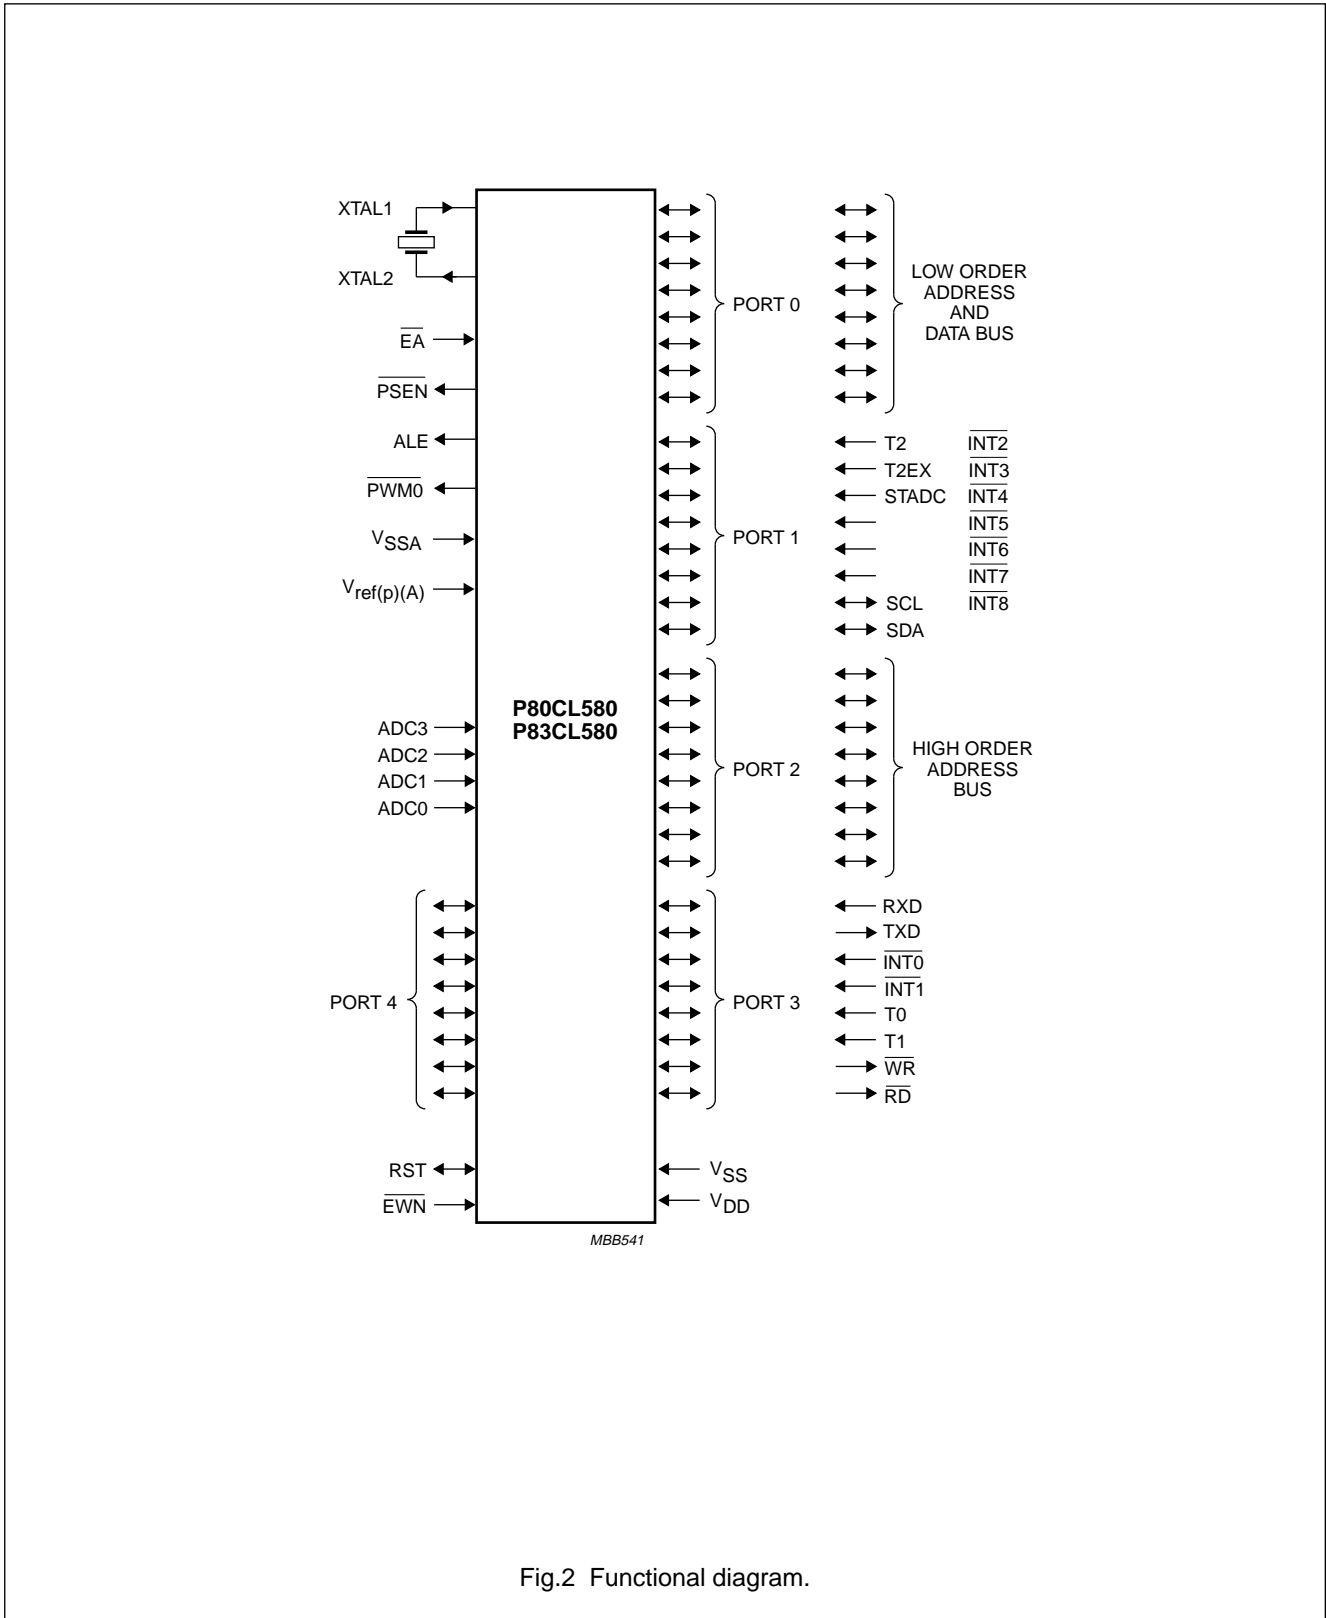 XTAL1
XTAL2
EA
PSEN
ALE
PWM0
VSSA
Vref(p)(A)
ADC3
ADC2
ADC1
ADC0
PORT 4
RST
EWN
P80CL580
P83CL580
PORT 0
LOW ORDER
ADDRESS
AND
DATA BUS
PORT 1
T2 INT2
T2EX INT3
STADC INT4
INT5
INT6
INT7
SCL INT8
SDA
PORT 2
HIGH ORDER
ADDRESS
BUS
PORT 3
RXD
TXD
INT0
INT1
T0
T1
WR
RD
VSS
VDD
MBB541
Fig.2 Functional diagram.